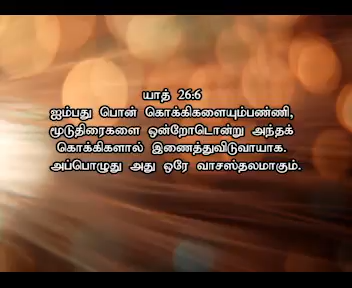 யாத் 26:6
ஐம்பது பொன் கொக்கிகளையும்பண்ணி,
மூடுதிரைகளை ஒன்றோடொன்று அந்தக்
கொக்கிகளால் இணைத்துவிடுவாயாக.
அப்பொழுது அது ஒரே வாசஸ்தலமாகும்.